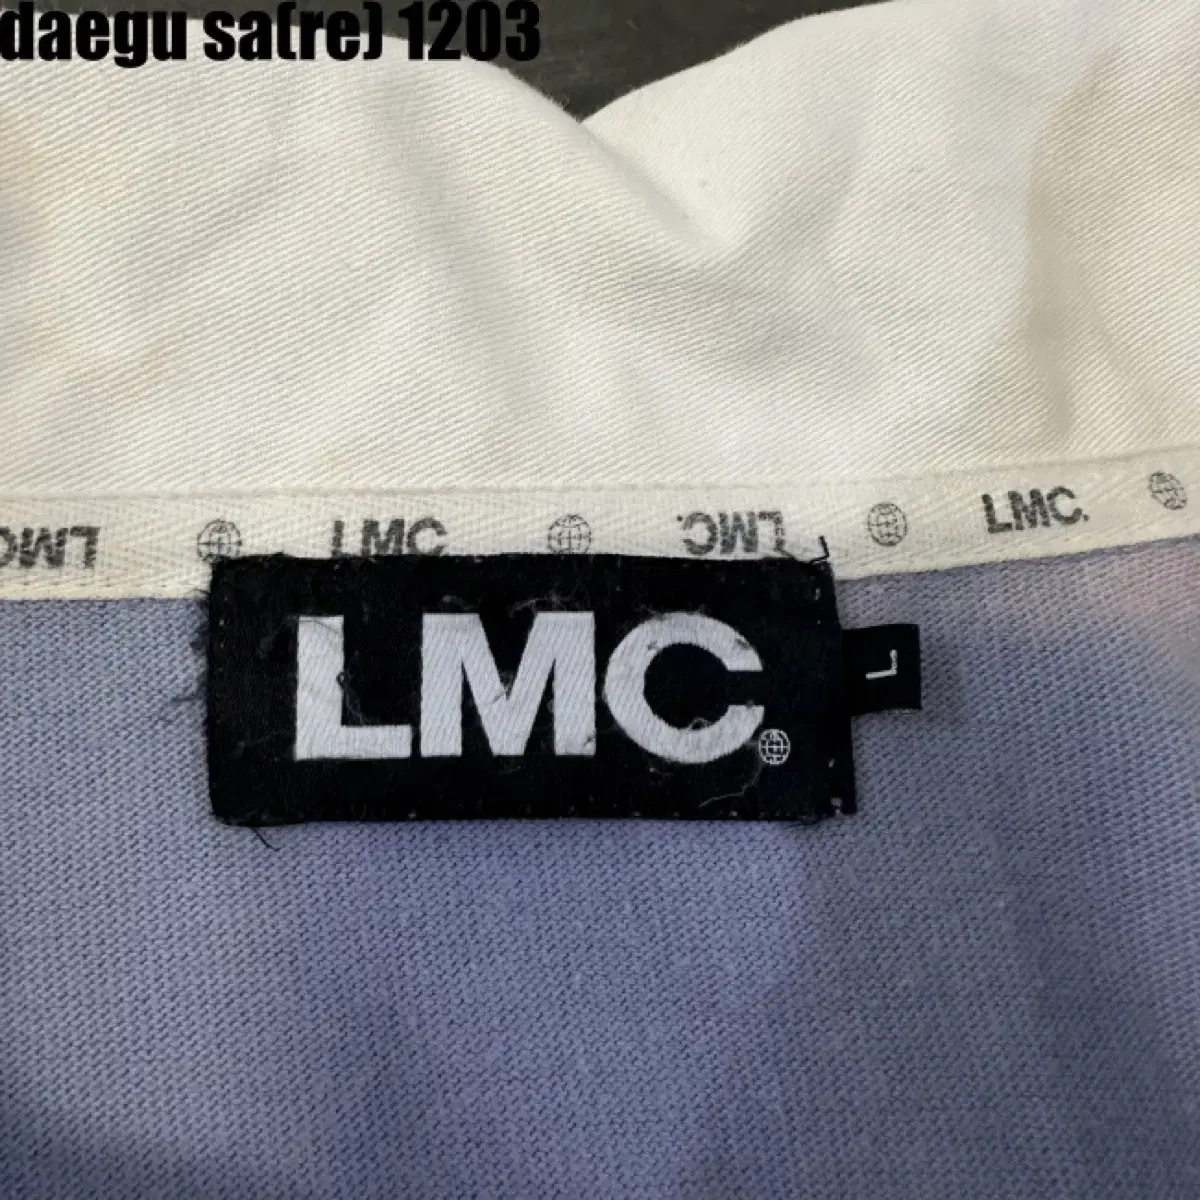 daegu sa(re) 1203
LMC LMC LMC. LMC.
LMC
L